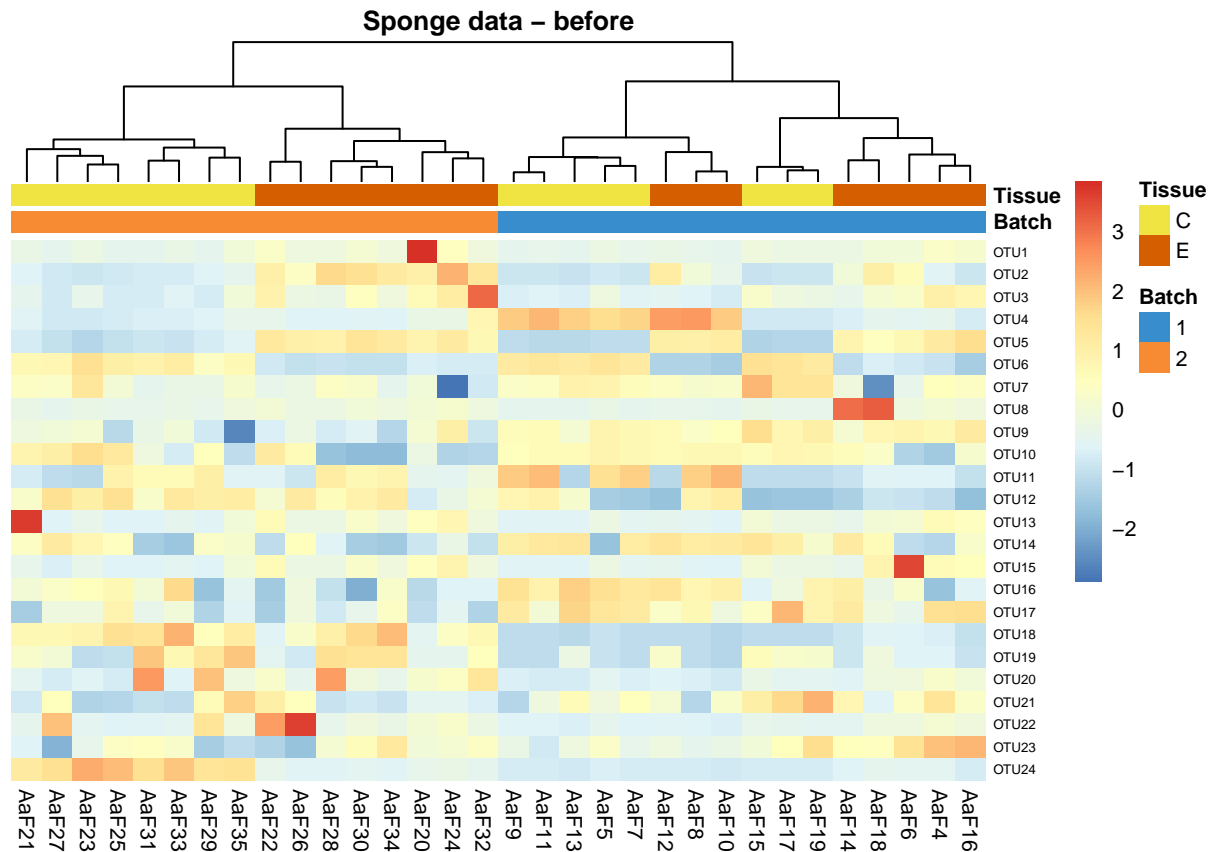 Sponge data – before
Tissue
Batch
OTU1
OTU2
OTU3
OTU4
OTU5
OTU6
OTU7
OTU8
OTU9
OTU10
OTU11
OTU12
OTU13
OTU14
OTU15
OTU16
OTU17
OTU18
OTU19
OTU20
OTU21
OTU22
OTU23
OTU24
AaF21
AaF27
AaF23
AaF25
AaF31
AaF33
AaF29
AaF35
AaF22
AaF26
AaF28
AaF30
AaF34
AaF20
AaF24
AaF32
AaF9
AaF11
AaF13
AaF5
AaF7
AaF12
AaF8
AaF10
AaF15
AaF17
AaF19
AaF14
AaF18
AaF6
AaF4
AaF16
3
2
1
0
−1
−2
Tissue
C
E
Batch
1
2